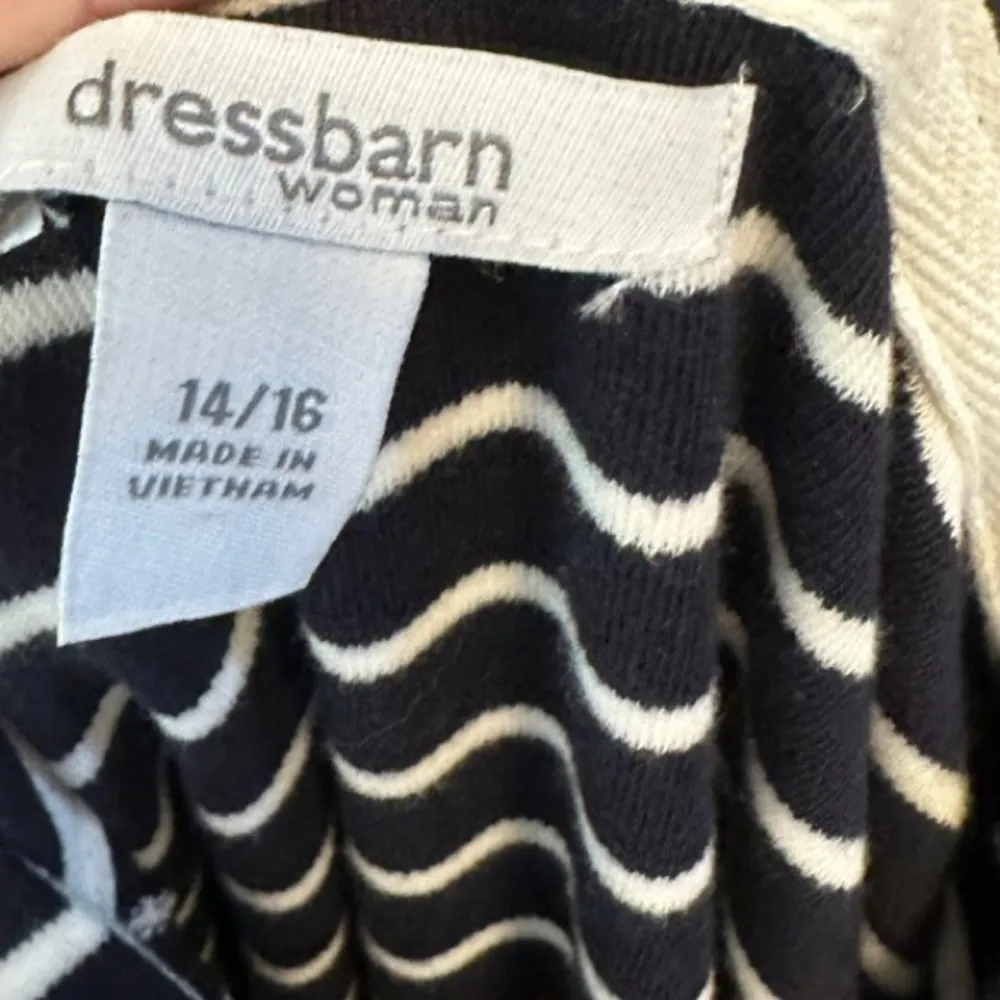 dressbarn
woman
14/16
MADE IN
VIETNAM